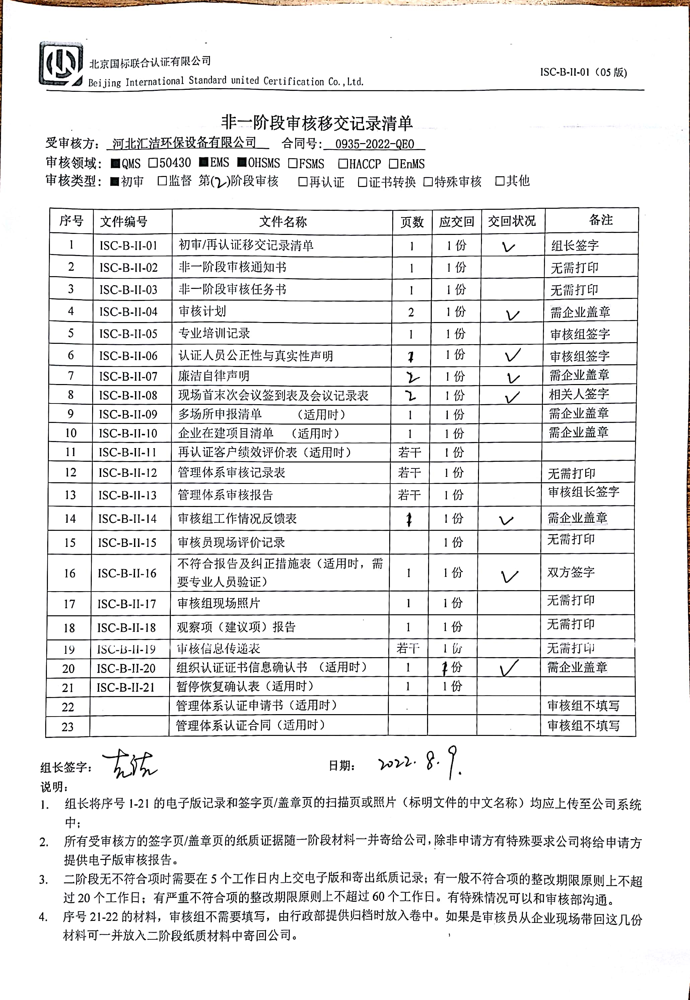 北京国标联合认证有限公司
ISC-B-II-01（05 版)
Beijing International Standard united Certification Co.,Ltd.
非一阶段审核移交记录清单
受审核方： 河北汇洁环保设备有限公司 合同号： 0935-2022-QEO
审核领域：■QMS □50430 ■EMS ■OHSMS □FSMS □HACCP □EnMS
审核类型：■初审 □监督 第(2)阶段审核 □再认证 □证书转换 □特殊审核 □其他
序号 文件编号 文件名称 页数 应交回 交回状况 备注
1 ISC-B-II-01 初审/再认证移交记录清单 1 1 份 ✓ 组长签字
2 ISC-B-II-02 非一阶段审核通知书 1 1 份 无需打印
3 ISC-B-II-03 非一阶段审核任务书 1 1 份 无需打印
4 ISC-B-II-04 审核计划 2 1 份 ✓ 需企业盖章
5 ISC-B-II-05 专业培训记录 1 1 份 审核组签字
6 ISC-B-II-06 认证人员公正性与真实性声明 1 1 份 ✓ 审核组签字
7 ISC-B-II-07 廉洁自律声明 2 1 份 ✓ 需企业盖章
8 ISC-B-II-08 现场首末次会议签到表及会议记录表 2 1 份 ✓ 相关人签字
9 ISC-B-II-09 多场所申报清单 （适用时） 1 1 份 需企业盖章
10 ISC-B-II-10 企业在建项目清单 （适用时） 1 1 份 需企业盖章
11 ISC-B-II-11 再认证客户绩效评价表（适用时） 若干 1 份
12 ISC-B-II-12 管理体系审核记录表 若干 1 份 无需打印
13 ISC-B-II-13 管理体系审核报告 若干 1 份 审核组长签字
14 ISC-B-II-14 审核组工作情况反馈表 1 1 份 ✓ 需企业盖章
15 ISC-B-II-15 审核员现场评价记录 1 份 无需打印
16 ISC-B-II-16 不符合报告及纠正措施表（适用时，需
要专业人员验证） 1 1 份 ✓ 双方签字
17 ISC-B-II-17 审核组现场照片 1 1 份 无需打印
18 ISC-B-II-18 观察项（建议项）报告 1 1 份 无需打印
19 ISC-B-II-19 审核信息传递表 若干 1 份 无需打印
20 ISC-B-II-20 组织认证证书信息确认书 （适用时） 1 1份 ✓ 需企业盖章
21 ISC-B-II-21 暂停恢复确认表（适用时） 1 1 份
22 管理体系认证申请书（适用时） 审核组不填写
23 管理体系认证合同（适用时） 审核组不填写
组长签字： 日期： 2022.8.9.
说明：
1. 组长将序号 1-21 的电子版记录和签字页/盖章页的扫描页或照片（标明文件的中文名称）均应上传至公司系统
中；
2. 所有受审核方的签字页/盖章页的纸质证据随一阶段材料一并寄给公司，除非申请方有特殊要求公司将给申请方
提供电子版审核报告。
3. 二阶段无不符合项时需要在 5 个工作日内上交电子版和寄出纸质记录；有一般不符合项的整改期限原则上不超
过 20 个工作日；有严重不符合项的整改期限原则上不超过 60 个工作日。有特殊情况可以和审核部沟通。
4. 序号 21-22 的材料，审核组不需要填写，由行政部提供归档时放入卷中。如果是审核员从企业现场带回这几份
材料可一并放入二阶段纸质材料中寄回公司。